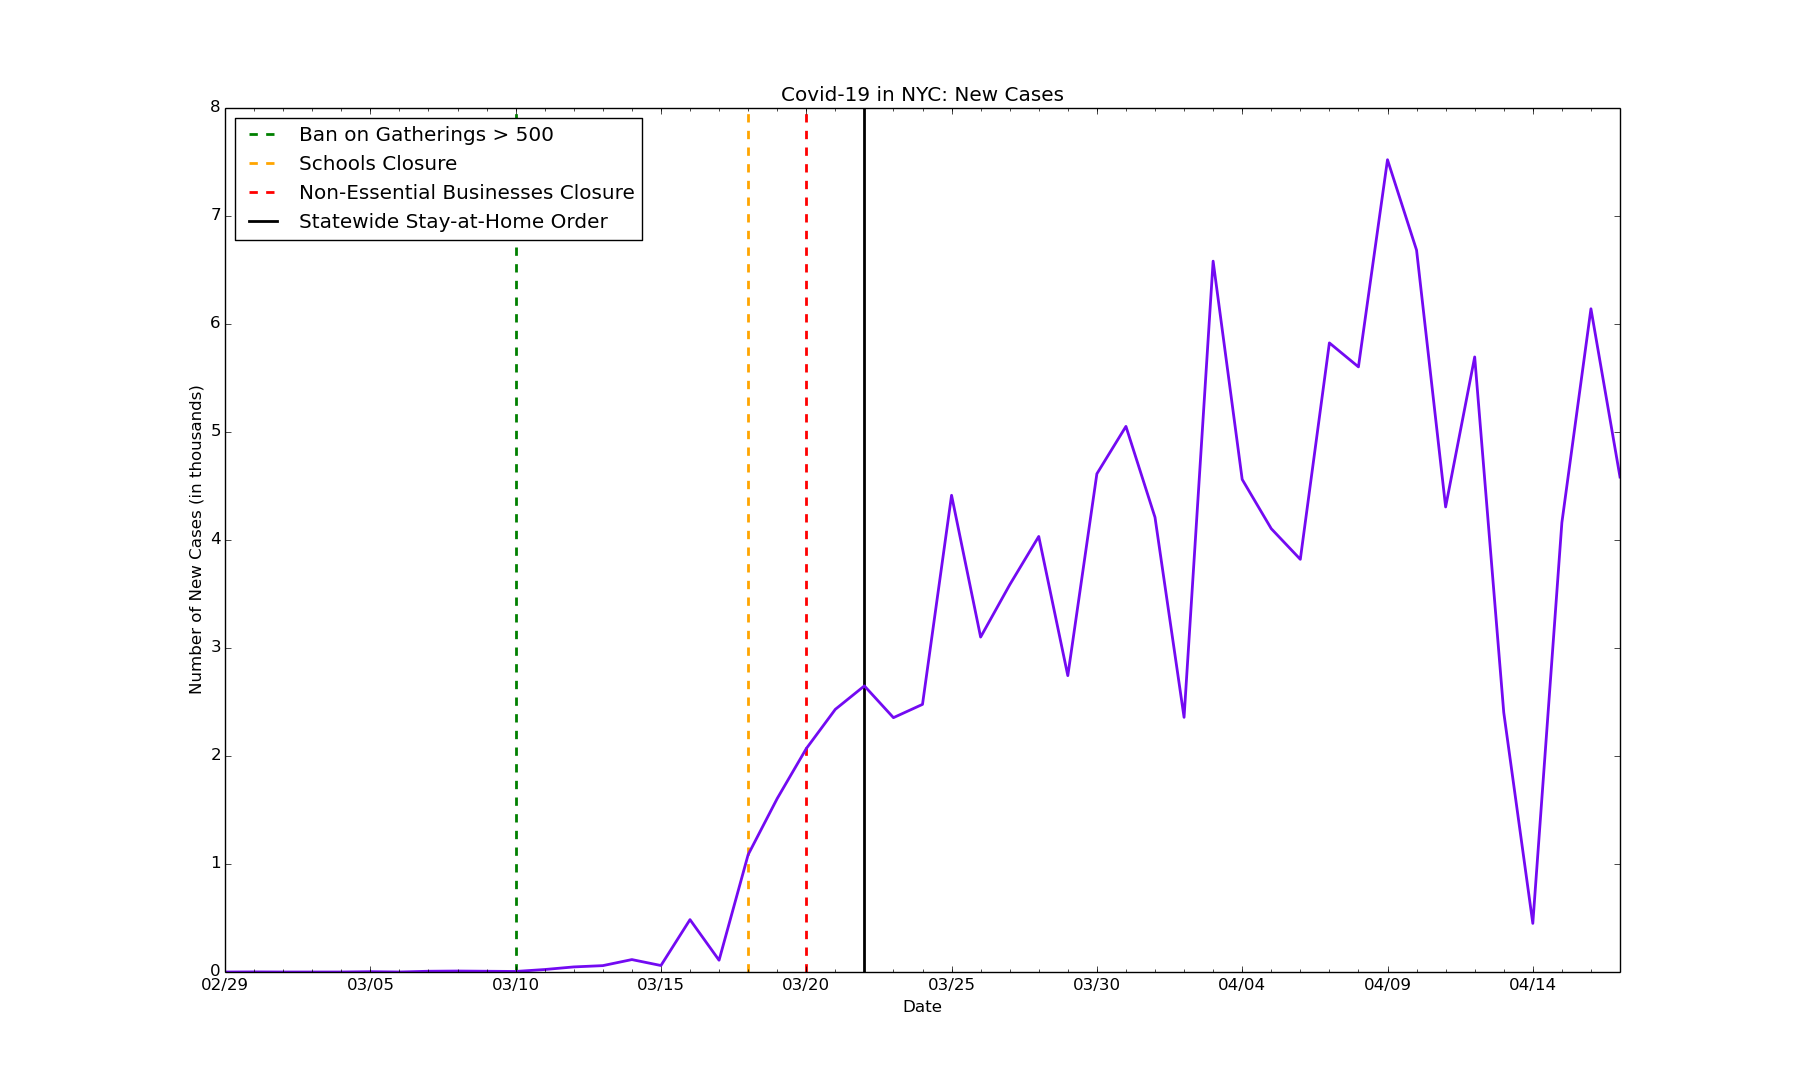 Covid-19 in NYC: New Cases
Ban on Gatherings > 500
Schools Closure
Non-Essential Businesses Closure
Statewide Stay-at-Home Order
Number of New Cases (in thousands)
8
7
6
5
4
3
2
1
0
02/29 03/05 03/10 03/15 03/20 03/25 03/30 04/04 04/09 04/14
Date